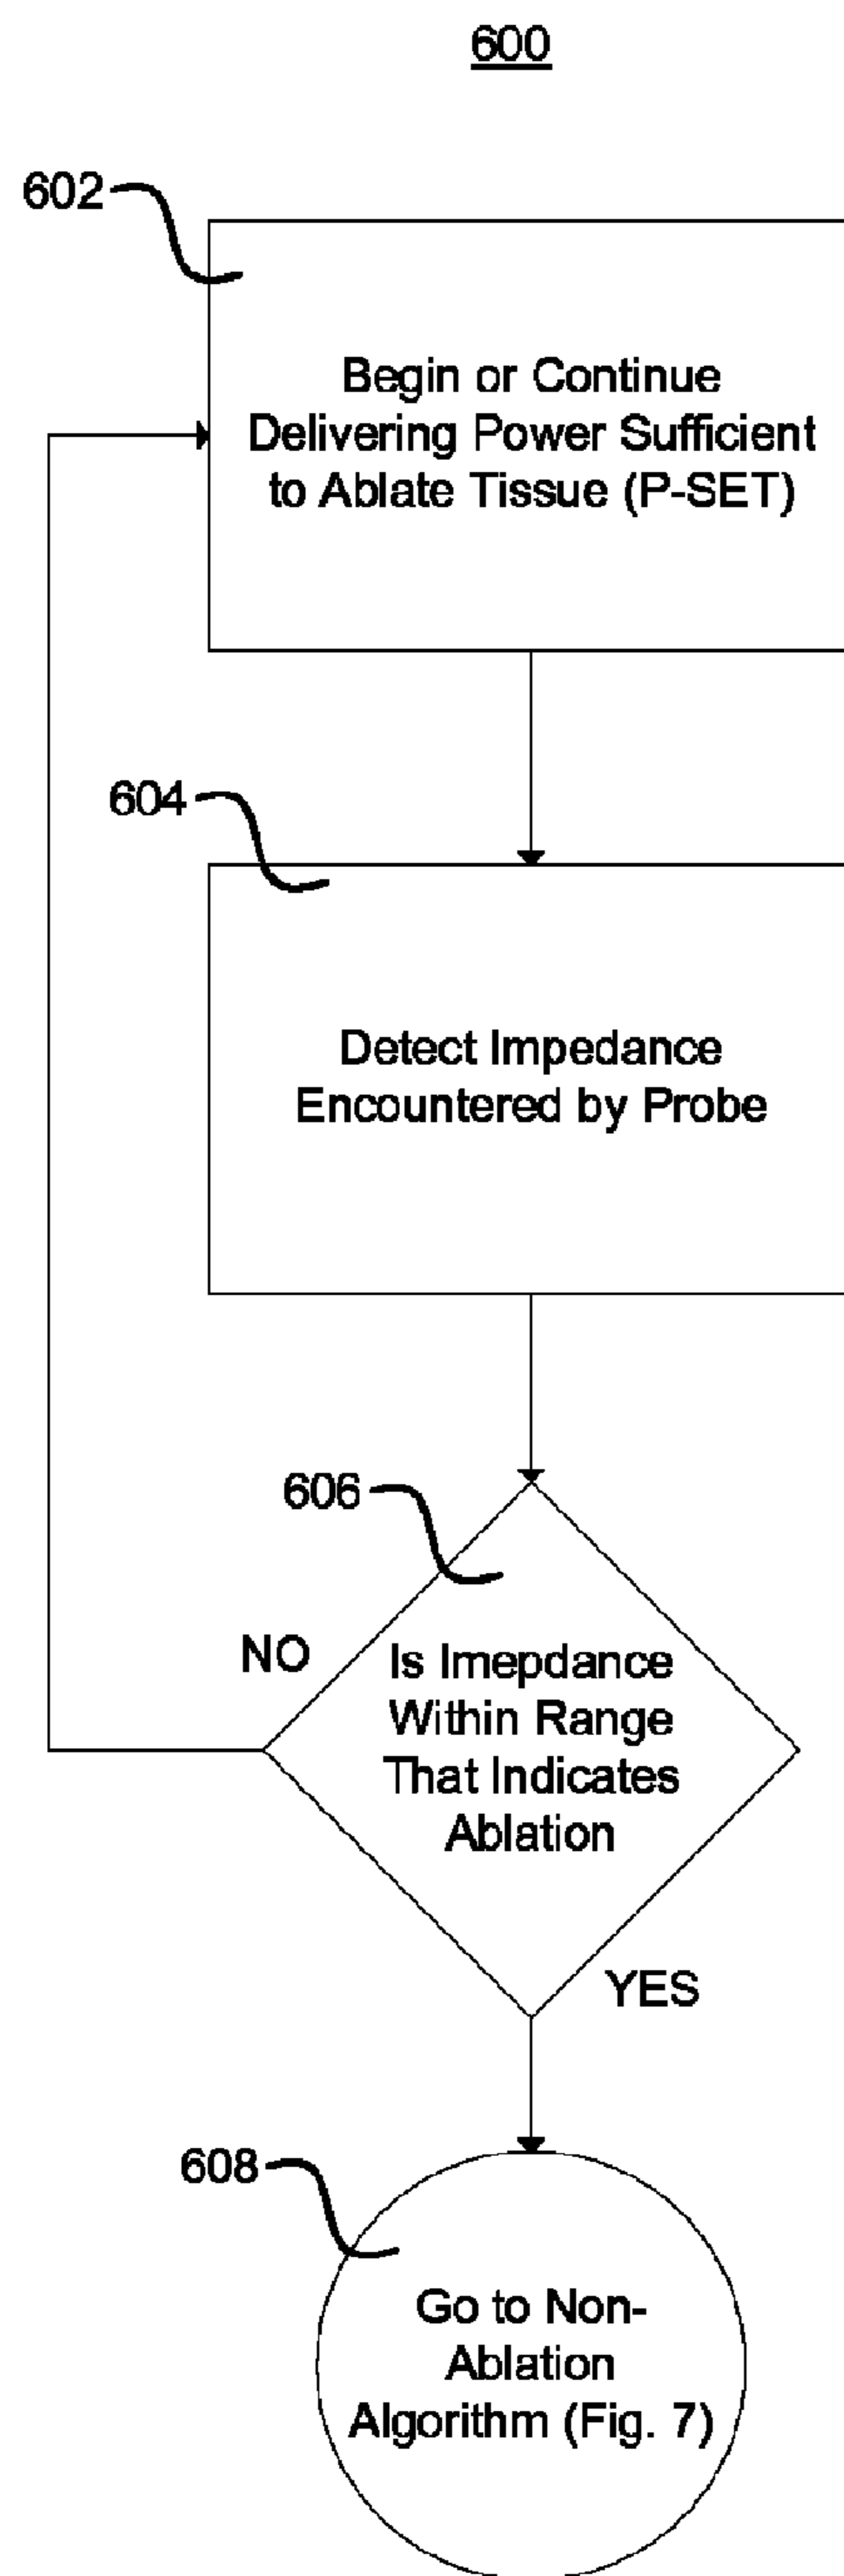 600
602
Begin or Continue
Delivering Power Sufficient
to Ablate Tissue (P-SET)
604
Detect Impedance
Encountered by Probe
606
NO
Is Imepdance
Within Range
That Indicates
Ablation
YES
608
Go to Non-
Ablation
Algorithm (Fig. 7)